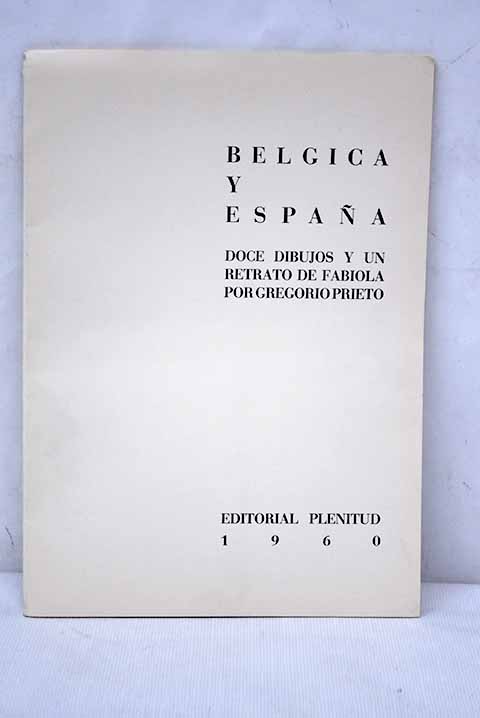 BELGICA
Y
ESPAÑA
DOCE DIBUJOS Y UN
RETRATO DE FABIOLA
POR GREGORIO PRIETO
EDITORIAL PLENITUD
1960